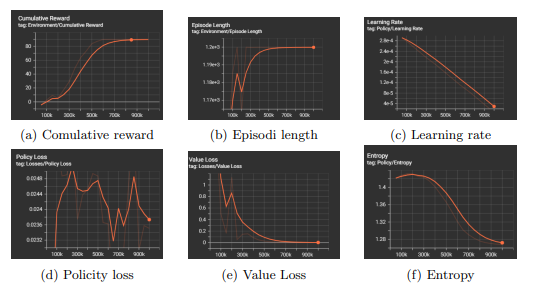 Cumulative Reward
tag: Environment/Cumulative Reward
80
60
40
20
0
100k 300k 500k 700k 900k
(a) Comulative reward
Episode Length
tag: Environment/Episode Length
1.2e+3
1.19e+3
1.18e+3
1.17e+3
100k 300k 500k 700k 900k
(b) Episodi length
Learning Rate
tag: Policy/Learning Rate
2.8e-4
2.4e-4
2e-4
1.6e-4
1.2e-4
8e-5
4e-5
100k 300k 500k 700k 900k
(c) Learning rate
Policy Loss
tag: Losses/Policy Loss
0.0248
0.0244
0.024
0.0236
0.0232
100k 300k 500k 700k 900k
(d) Policity loss
Value Loss
tag: Losses/Value Loss
1
0.8
0.6
0.4
0.2
0
100k 300k 500k 700k 900k
(e) Value Loss
Entropy
tag: Policy/Entropy
1.4
1.36
1.32
1.28
100k 300k 500k 700k 900k
(f) Entropy